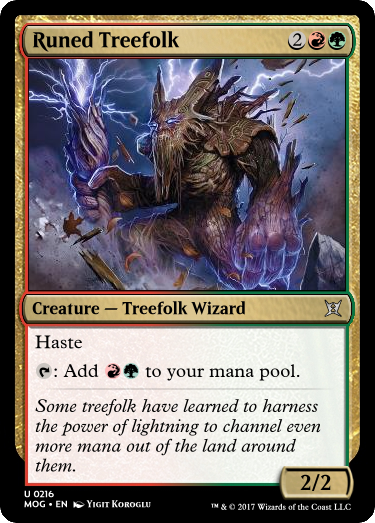 Runed Treefolk 2
Creature — Treefolk Wizard
Haste
: Add to your mana pool.
Some treefolk have learned to harness
the power of lightning to channel even
more mana out of the land around
them.
2/2
U 0216
MOG • EN Yigit Koroglu
™ & © 2017 Wizards of the Coast LLC